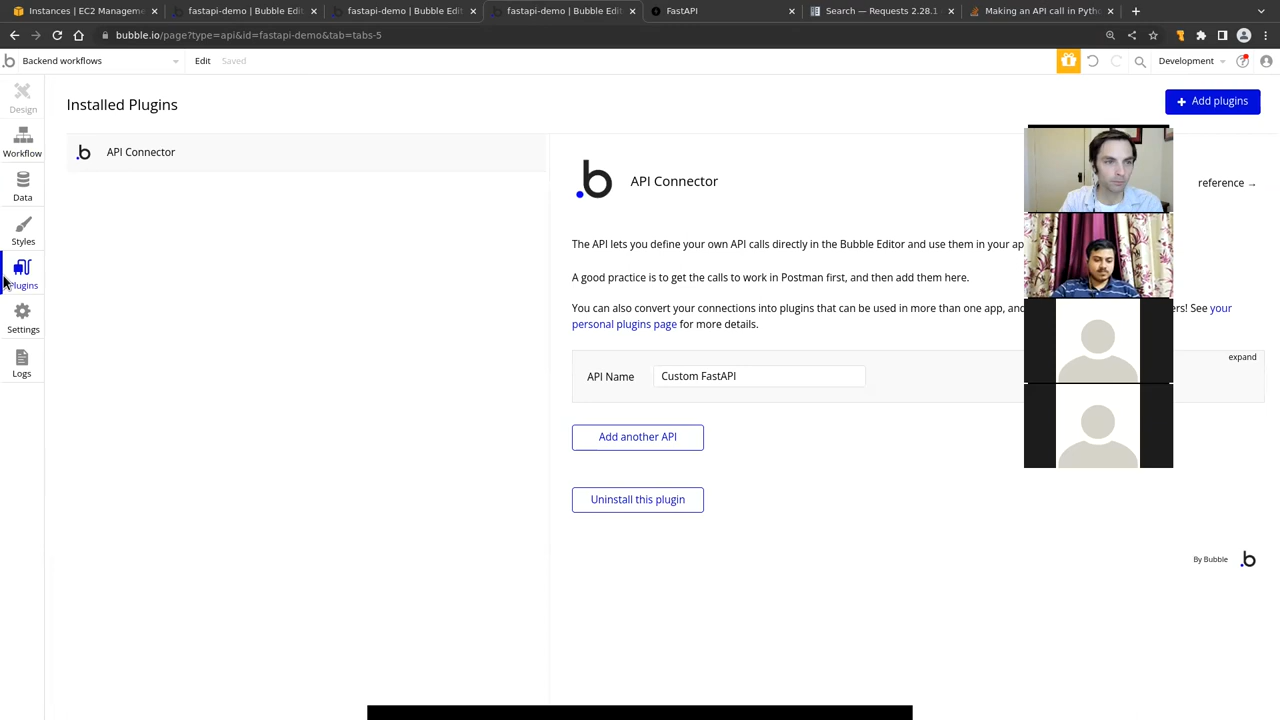 Instances | EC2 Manageme
fastapi-demo | Bubble Edit
fastapi-demo | Bubble Edit
fastapi-demo | Bubble Edit
FastAPI
Search — Requests 2.28.1
Making an API call in Pytho
bubble.io/page?type=api&id=fastapi-demo&tab=tabs-5
Backend workflows
Edit
Saved
Development
Design
Workflow
Data
Styles
Plugins
Settings
Logs
Installed Plugins
Add plugins
API Connector
API Connector
reference →
The API lets you define your own API calls directly in the Bubble Editor and use them in your ap
A good practice is to get the calls to work in Postman first, and then add them here.
You can also convert your connections into plugins that can be used in more than one app, and ers! See your
personal plugins page for more details.
expand
API Name
Custom FastAPI
Add another API
Uninstall this plugin
By Bubble